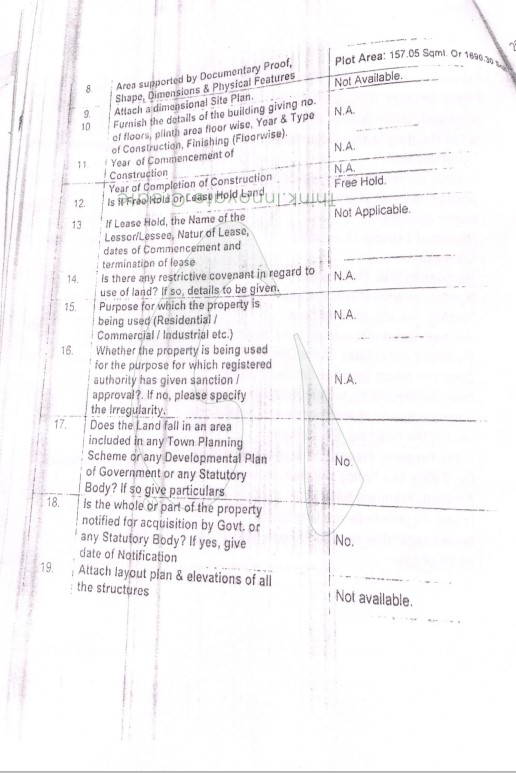 8. Area supported by Documentary Proof, Plot Area: 157.05 Sqmt. Or 1690.30
Shape, Dimensions & Physical Features
9. Attach a dimensional Site Plan. Not Available.
10 Furnish the details of the building giving no.
of floors, plinth area floor wise, Year & Type N.A.
of Construction, Finishing (Floorwise).
11. Year of Commencement of N.A.
Construction
Year of Completion of Construction N.A.
12. Is it Free Hold or Lease Hold Land Free Hold.
Think.Innovate
13 If Lease Hold, the Name of the Not Applicable.
Lessor/Lessee, Natur of Lease,
dates of Commencement and
termination of lease
14. Is there any restrictive covenant in regard to N.A.
use of land? If so, details to be given.
15. Purpose for which the property is
being used (Residential / N.A.
Commercial / Industrial etc.)
16. Whether the property is being used
for the purpose for which registered
authority has given sanction / N.A.
approval?. If no, please specify
the Irregularity.
17. Does the Land fall in an area
included in any Town Planning
Scheme or any Developmental Plan No.
of Government or any Statutory
Body? If so give particulars
18. Is the whole or part of the property
notified for acquisition by Govt. or
any Statutory Body? If yes, give No.
date of Notification
19. Attach layout plan & elevations of all
the structures Not available.